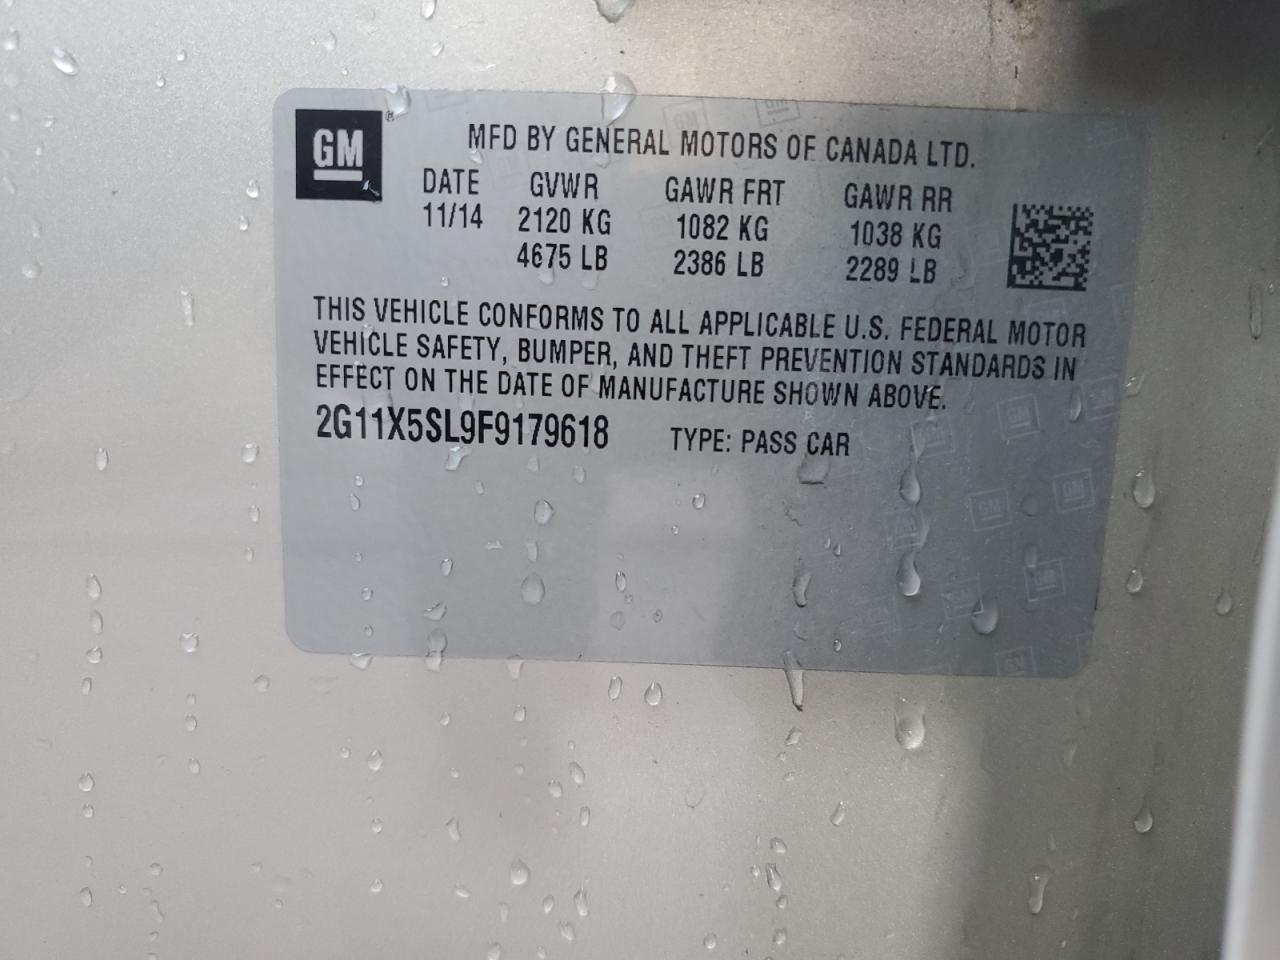 GM ®
MFD BY GENERAL MOTORS OF CANADA LTD.
DATE GVWR GAWR FRT GAWR RR
11/14 2120 KG 1082 KG 1038 KG
4675 LB 2386 LB 2289 LB
THIS VEHICLE CONFORMS TO ALL APPLICABLE U.S. FEDERAL MOTOR
VEHICLE SAFETY, BUMPER, AND THEFT PREVENTION STANDARDS IN
EFFECT ON THE DATE OF MANUFACTURE SHOWN ABOVE.
2G11X5SL9F9179618 TYPE: PASS CAR